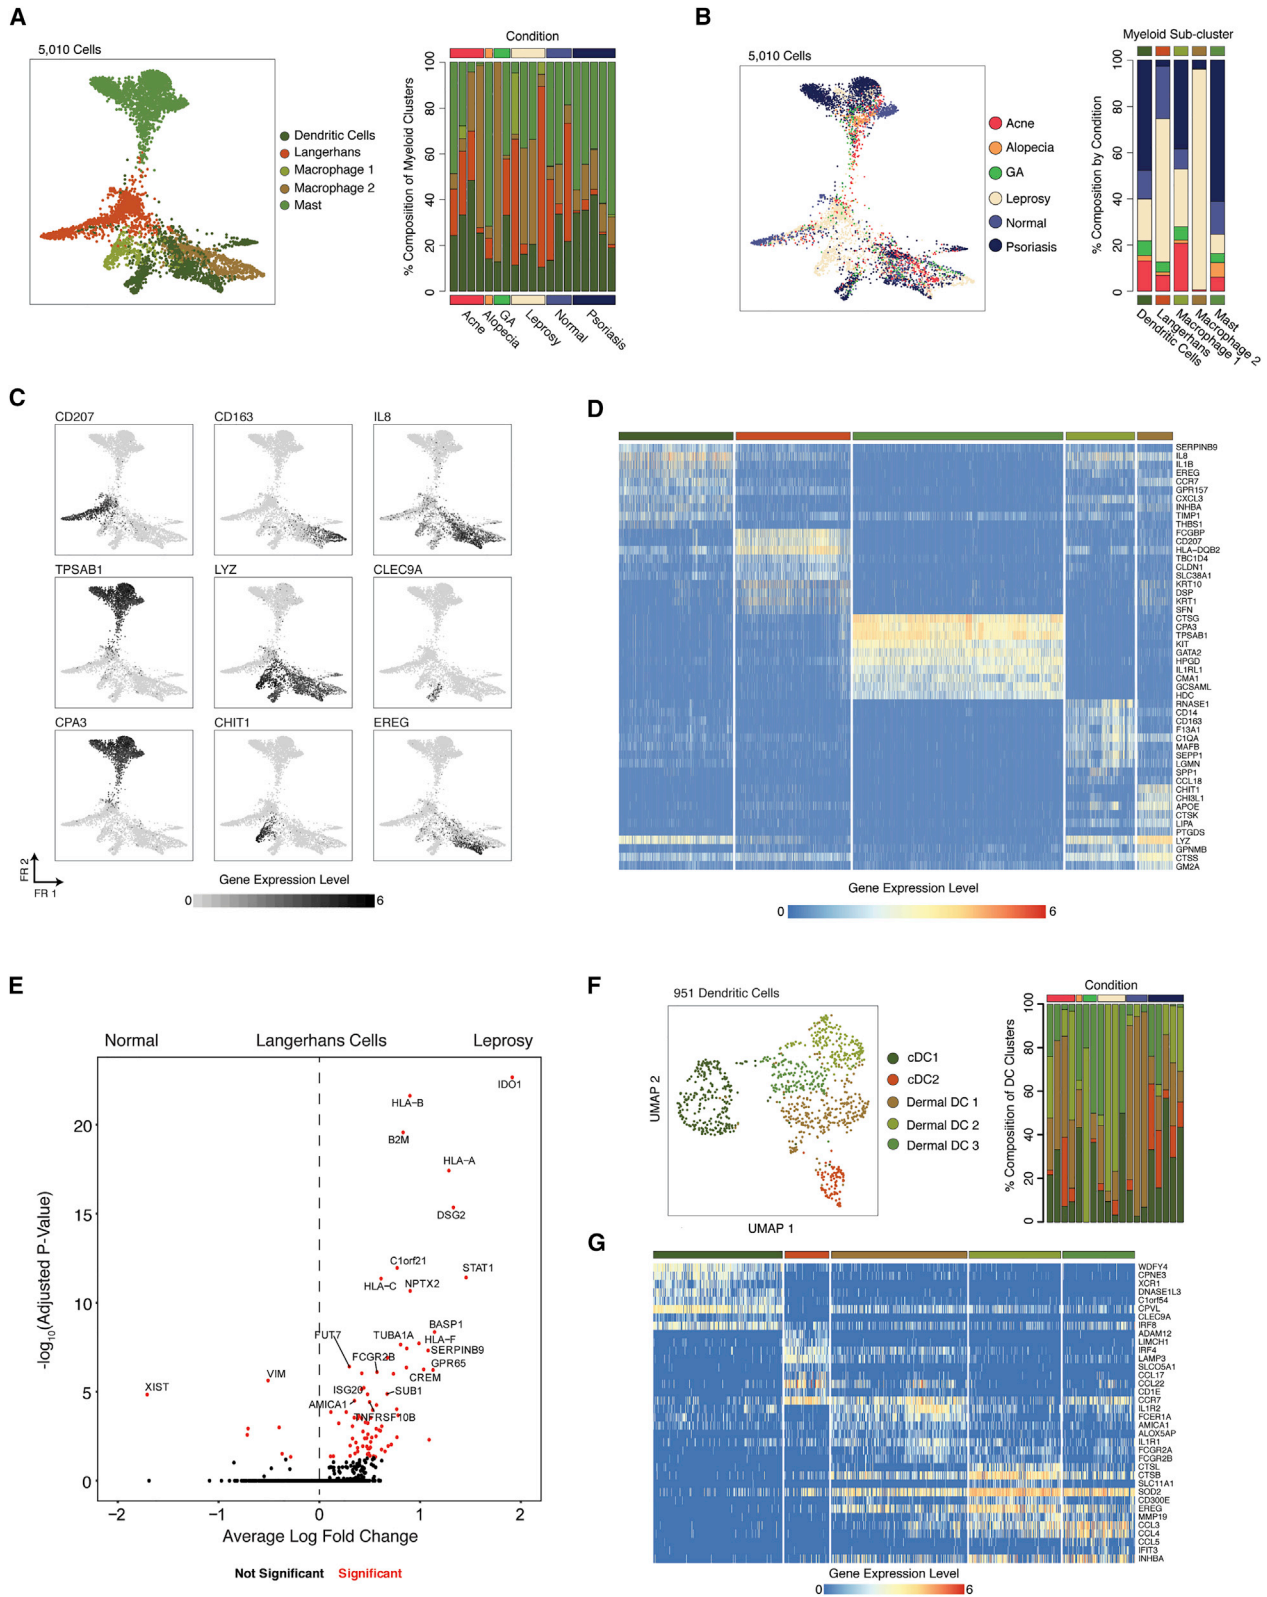 A
5,010 Cells
Dendritic Cells
Langerhans
Macrophage 1
Macrophage 2
Mast
Condition
% Composition of Myeloid Clusters
100
80
60
40
20
0
Acne
Alopecia
GA
Leprosy
Normal
Psoriasis
B
5,010 Cells
Acne
Alopecia
GA
Leprosy
Normal
Psoriasis
Myeloid Sub-cluster
% Composition by Condition
100
80
60
40
20
0
Dendritic Cells
Langerhans
Macrophage 1
Macrophage 2
Mast
C
CD207
CD163
IL8
TPSAB1
LYZ
CLEC9A
CPA3
CHIT1
EREG
FR 2
FR 1
Gene Expression Level
0
6
D
SERPINB9
IL8
IL1B
EREG
CCR7
GPR157
CXCL3
INHBA
TIMP1
THBS1
FCGBP
CD207
HLA-DQB2
TBC1D4
CLDN1
SLC38A1
KRT10
DSP
KRT1
SFN
CTSG
CPA3
TPSAB1
KIT
GATA2
HPGD
IL1RL1
CMA1
GCSAML
HDC
RNASE1
CD14
CD163
F13A1
C1QA
MAFB
SEPP1
LGMN
SPP1
CCL18
CHIT1
CHI3L1
APOE
CTSK
LIPA
PTGDS
LYZ
GPNMB
CTSS
GM2A
Gene Expression Level
0
6
E
Normal
Langerhans Cells
Leprosy
-log10(Adjusted P-Value)
20
15
10
5
0
IDO1
HLA-B
B2M
HLA-A
DSG2
C1orf21
STAT1
HLA-C
NPTX2
BASP1
FUT7
TUBA1A
HLA-F
SERPINB9
FCGR2B
GPR65
CREM
VIM
XIST
ISG20
SUB1
AMICA1
TNFRSF10B
-2
-1
0
1
2
Average Log Fold Change
Not Significant
Significant
F
951 Dendritic Cells
UMAP 2
UMAP 1
cDC1
cDC2
Dermal DC 1
Dermal DC 2
Dermal DC 3
Condition
% Composiition of DC Clusters
100
80
60
40
20
0
G
WDFY4
CPNE3
XCR1
DNASE1L3
C1orf54
CPVL
CLEC9A
IRF8
ADAM12
LIMCH1
IRF4
LAMP3
SLCO5A1
CCL17
CCL22
CD1E
CCR7
IL1R2
FCER1A
AMICA1
ALOX5AP
IL1R1
FCGR2A
FCGR2B
CTSL
CTSB
SLC11A1
SOD2
CD300E
EREG
MMP19
CCL3
CCL4
CCL5
IFIT3
INHBA
Gene Expression Level
0
6